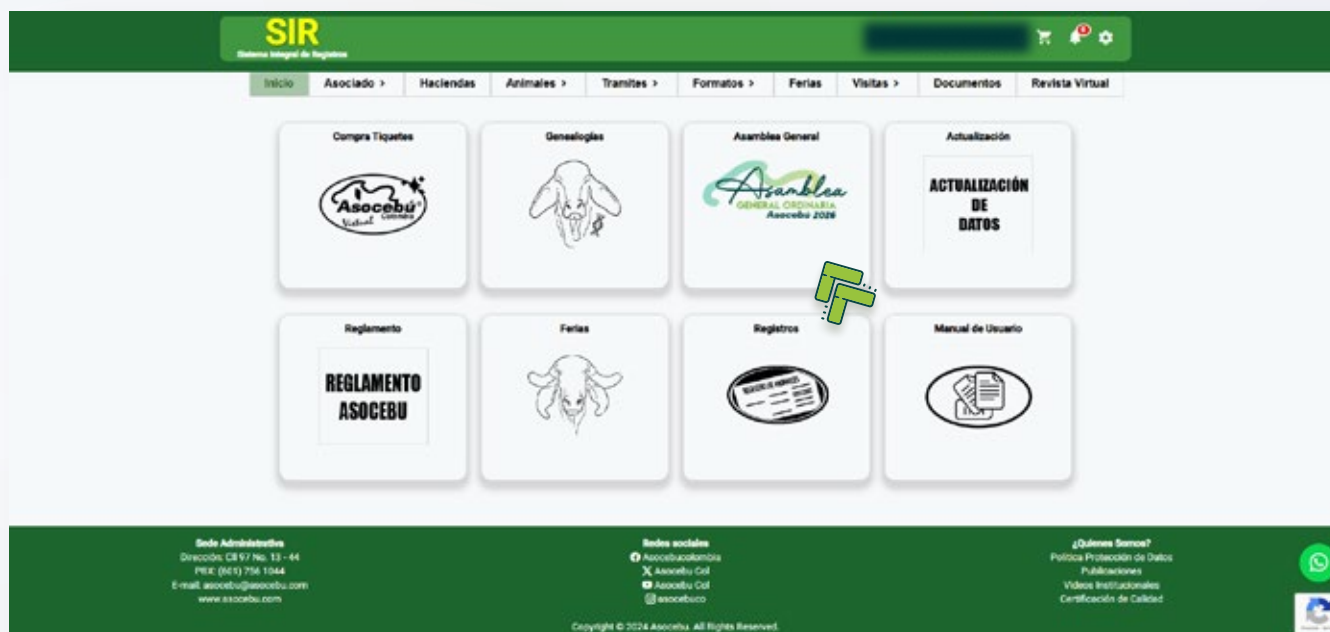 SIR
Sistema Integral de Registros
Inicio
Asociado >
Haciendas
Animales >
Tramites >
Formatos >
Ferias
Visitas >
Documentos
Revista Virtual
Compra Tiquetes
Asocebú
Virtual Colombia
Genealogías
Asamblea General
Asamblea
GENERAL ORDINARIA
Asocebú 2026
Actualización
ACTUALIZACIÓN
DE
DATOS
Reglamento
REGLAMENTO
ASOCEBU
Ferias
Registros
REGISTRO DE ANIMALES
Manual de Usuario
Sede Administrativa
Dirección: Cll 97 No. 13 - 44
PBX: (601) 756 1044
E-mail: asocebu@asocebu.com
www.asocebu.com
Redes sociales
Asocebucolombia
Asocebu Col
Asocebu Col
asocebuco
¿Quienes Somos?
Política Protección de Datos
Publicaciones
Videos Institucionales
Certificación de Calidad
Copyright © 2024 Asocebu. All Rights Reserved.